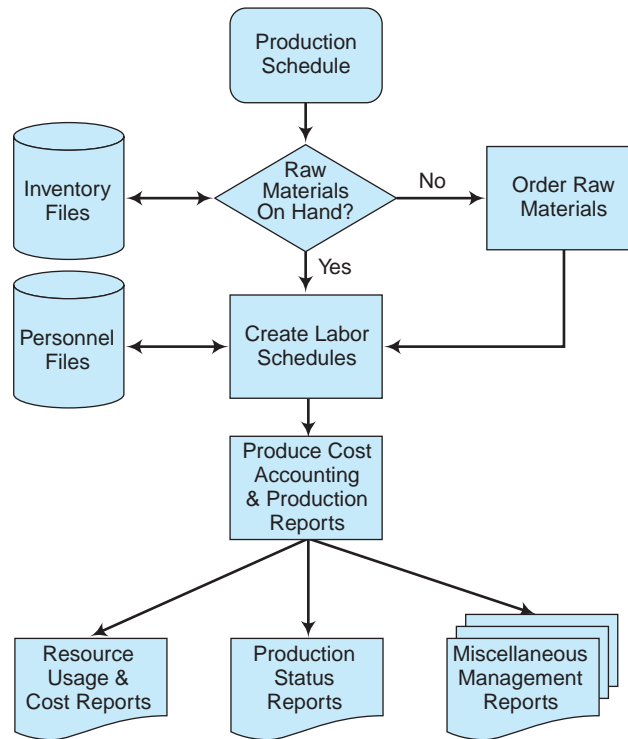 Production
Schedule
Inventory
Files
Raw
Materials
On Hand?
No
Order Raw
Materials
Yes
Personnel
Files
Create Labor
Schedules
Produce Cost
Accounting
& Production
Reports
Resource
Usage &
Cost Reports
Production
Status
Reports
Miscellaneous
Management
Reports